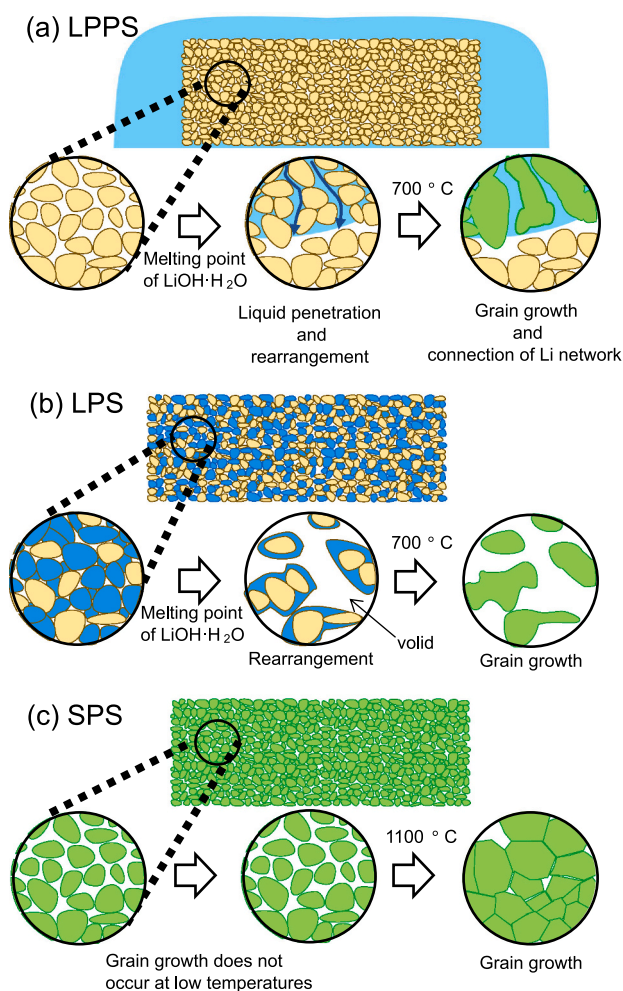 (a) LPPS
700 ° C
Melting point
of LiOH·H₂O
Liquid penetration
and
rearrangement
Grain growth
and
connection of Li network
(b) LPS
700 ° C
Melting point
of LiOH·H₂O
volid
Rearrangement
Grain growth
(c) SPS
1100 ° C
Grain growth does not
occur at low temperatures
Grain growth